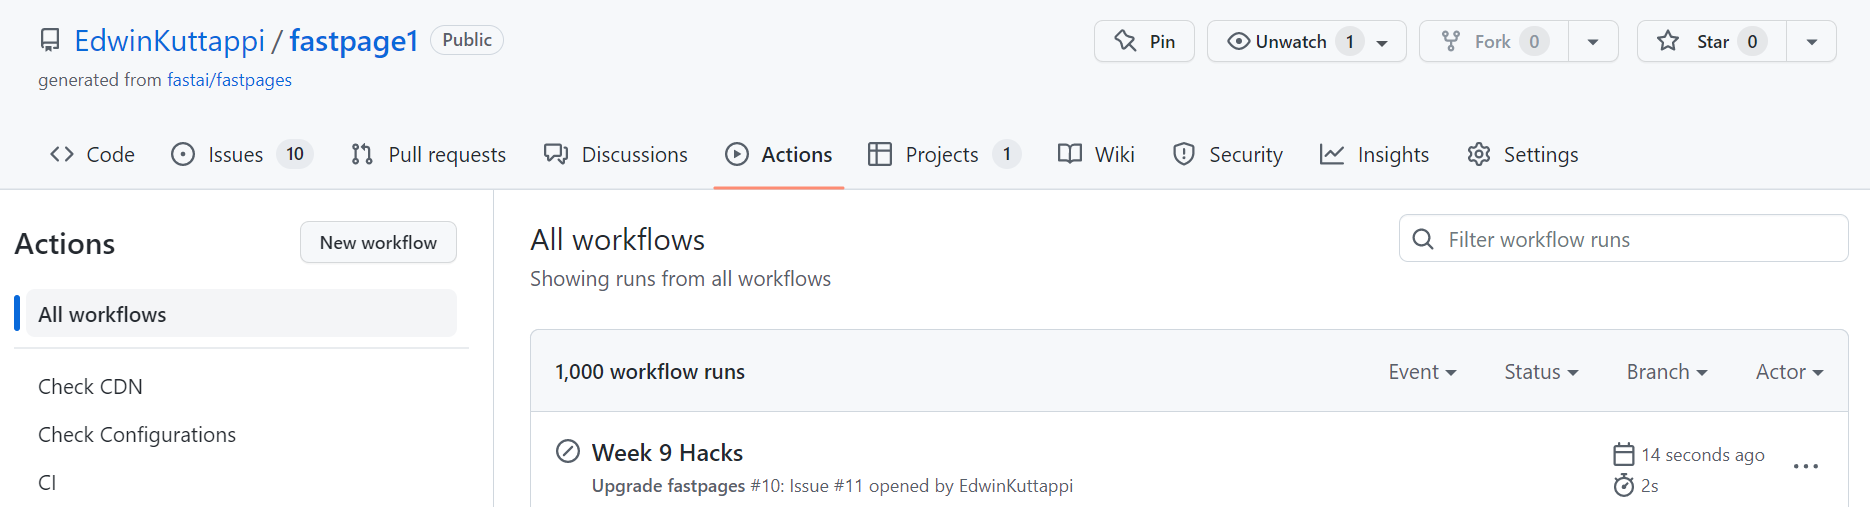 EdwinKuttappi / fastpage1 Public
Pin
Unwatch 1
Fork 0
Star 0
generated from fastai/fastpages
Code
Issues 10
Pull requests
Discussions
Actions
Projects 1
Wiki
Security
Insights
Settings
Actions
New workflow
All workflows
Check CDN
Check Configurations
CI
All workflows
Showing runs from all workflows
Filter workflow runs
1,000 workflow runs
Event
Status
Branch
Actor
Week 9 Hacks
Upgrade fastpages #10: Issue #11 opened by EdwinKuttappi
14 seconds ago
2s